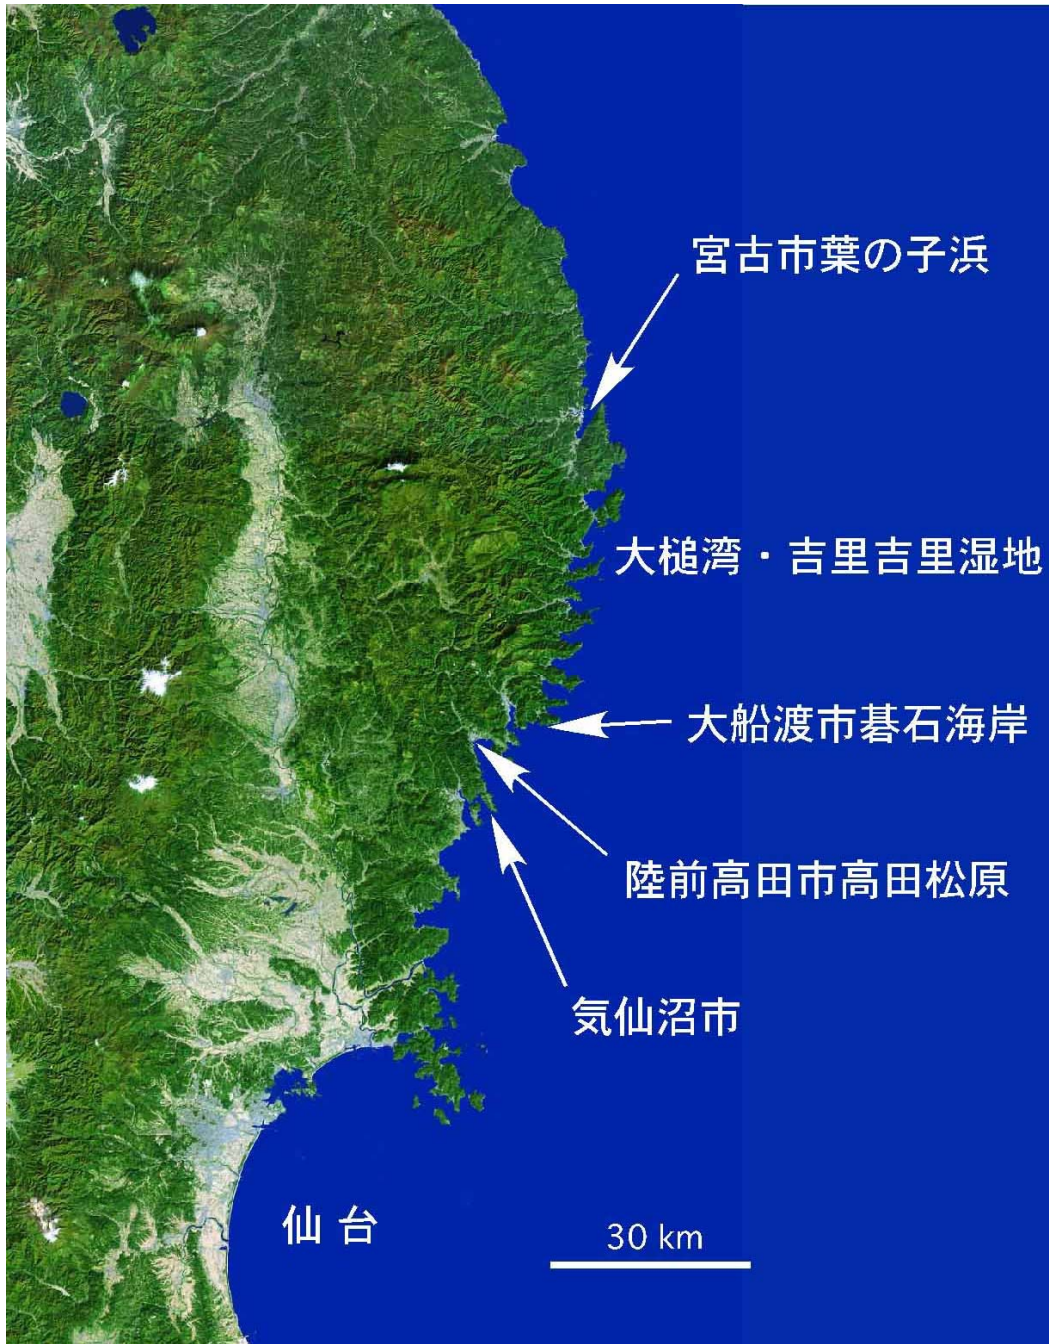 宮古市葉の子浜
大槌湾・吉里吉里湿地
大船渡市碁石海岸
陸前高田市高田松原
気仙沼市
仙台
30 km